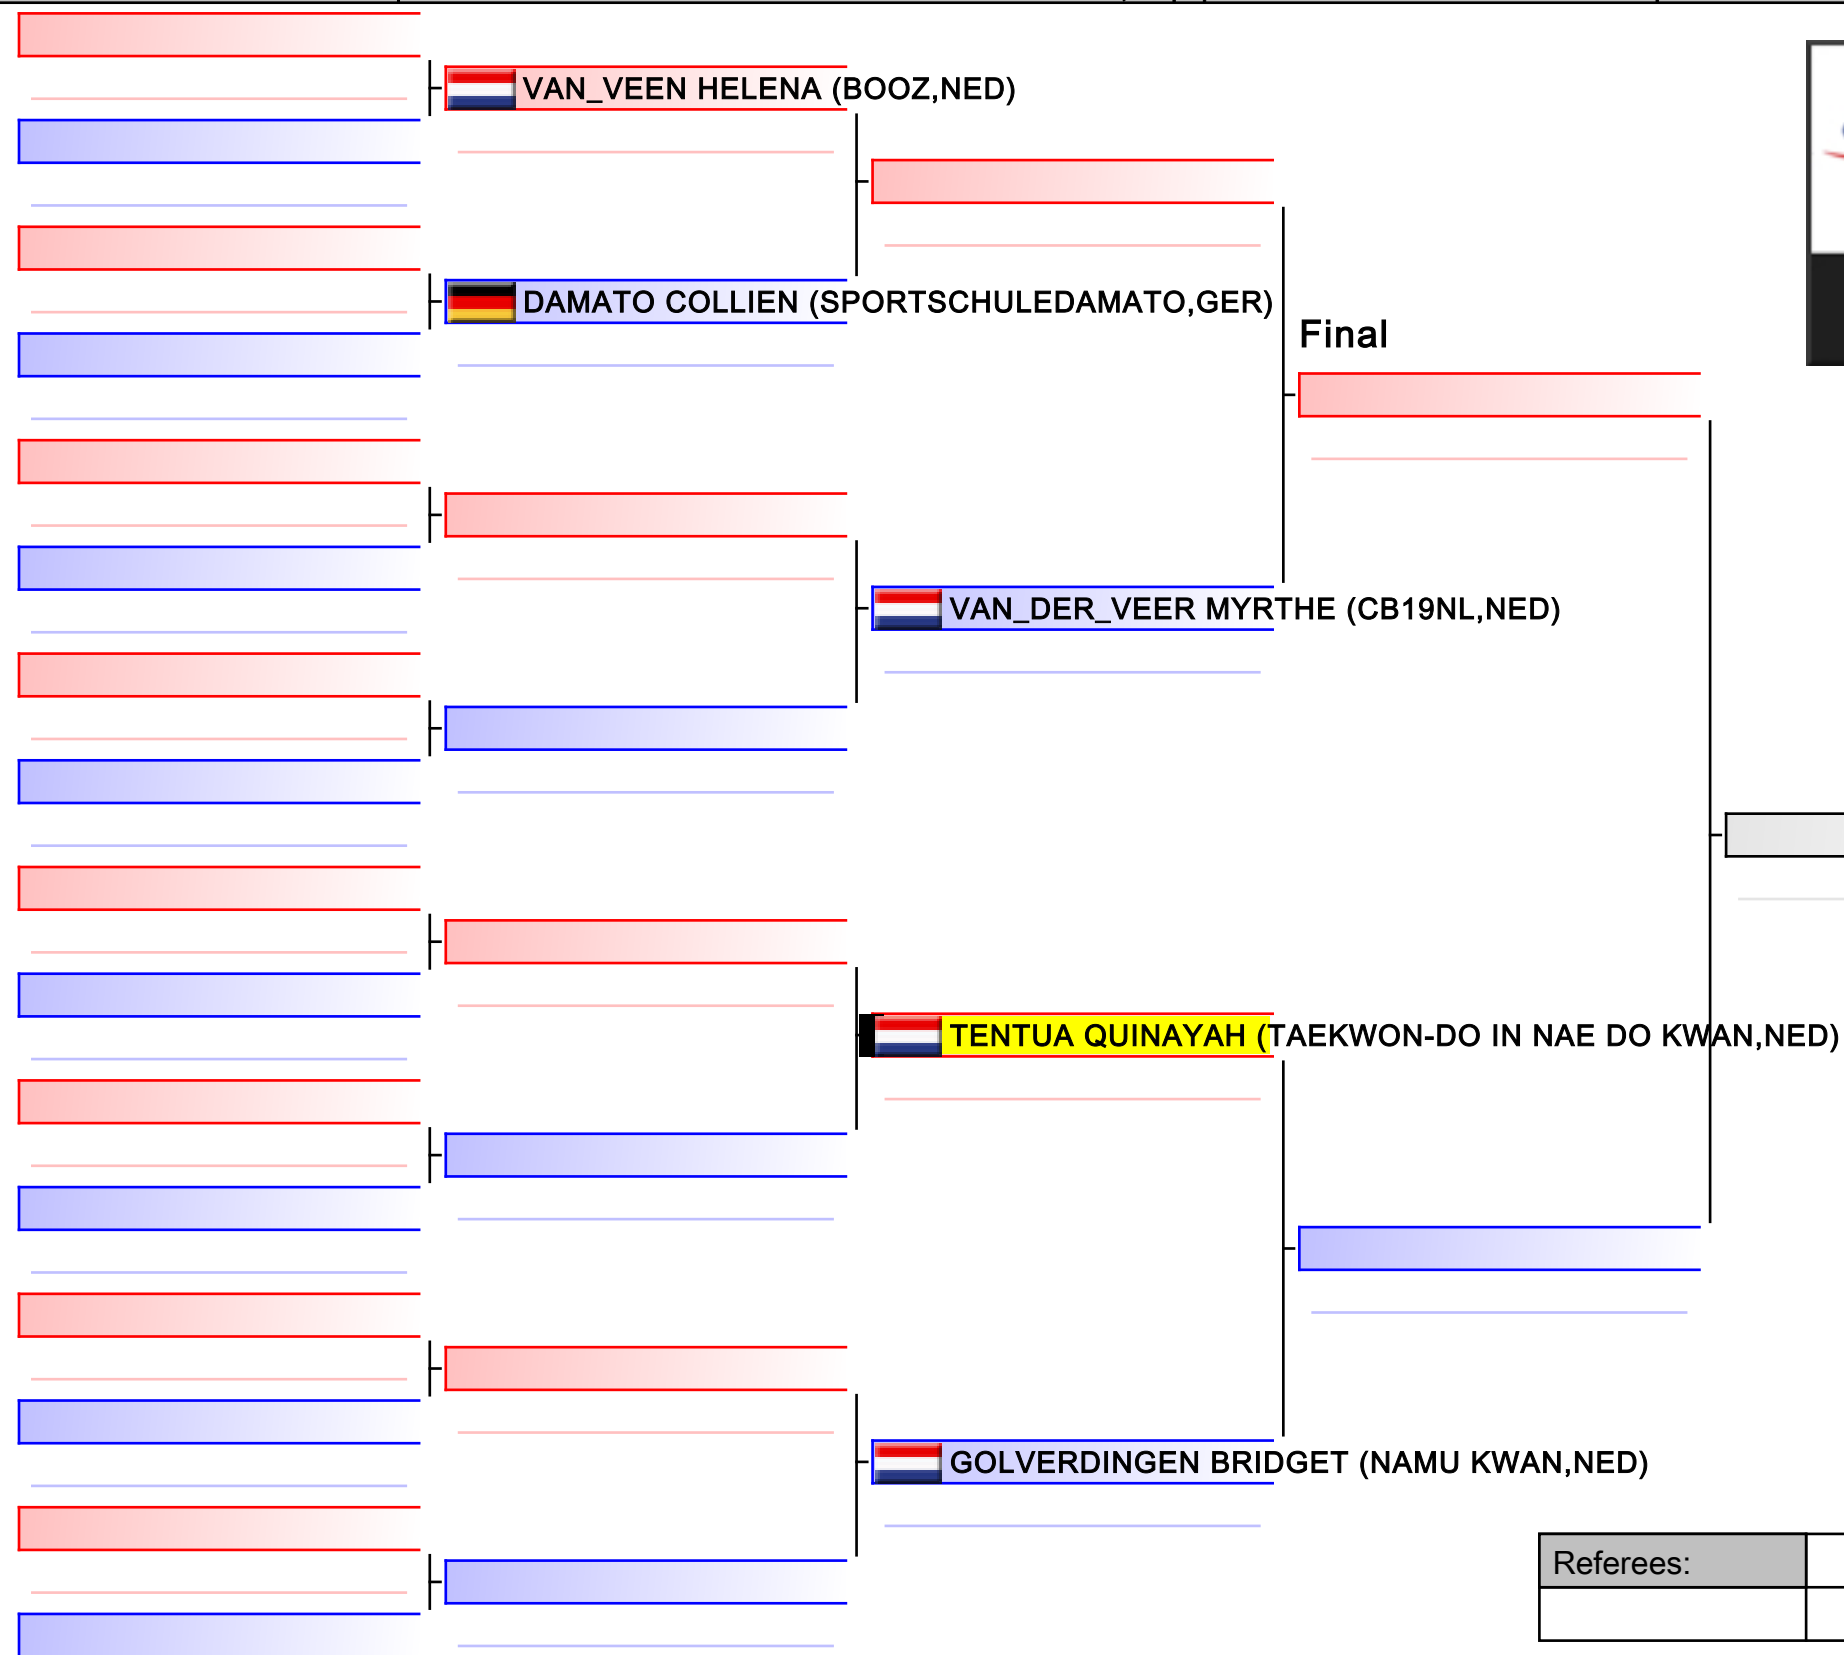 VAN_VEEN HELENA (BOOZ,NED)
DAMATO COLLIEN (SPORTSCHULEDAMATO,GER)
Final
VAN_DER_VEER MYRTHE (CB19NL,NED)
TENTUA QUINAYAH (TAEKWON-DO IN NAE DO KWAN,NED)
GOLVERDINGEN BRIDGET (NAMU KWAN,NED)
Referees: